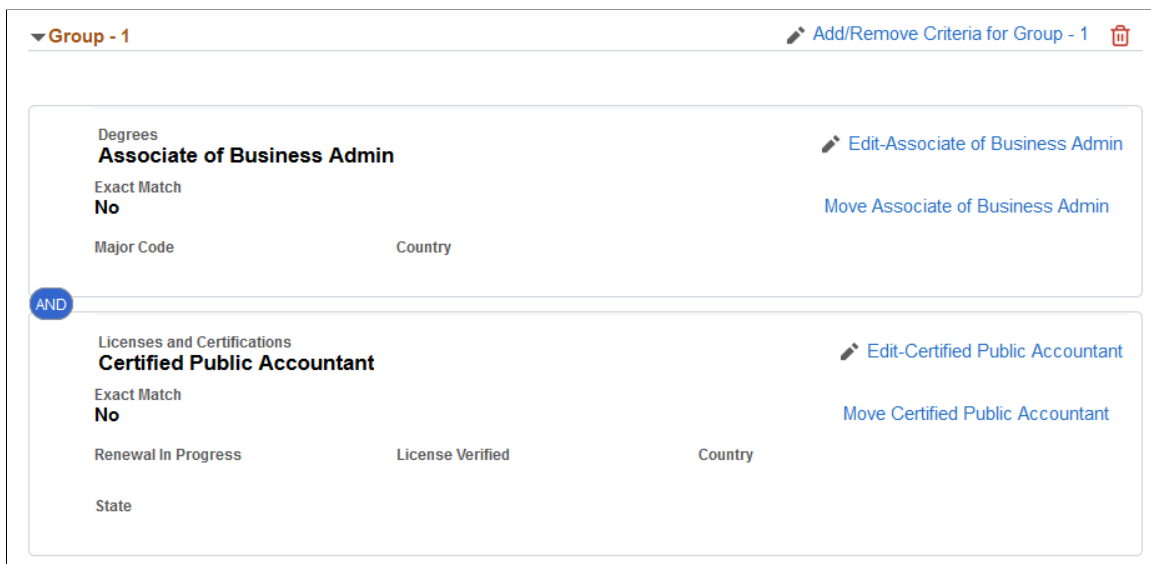 Group - 1 Add/Remove Criteria for Group - 1
Degrees
Associate of Business Admin
Edit-Associate of Business Admin
Exact Match
No
Move Associate of Business Admin
Major Code Country
AND
Licenses and Certifications
Certified Public Accountant
Edit-Certified Public Accountant
Exact Match
No
Move Certified Public Accountant
Renewal In Progress License Verified Country
State